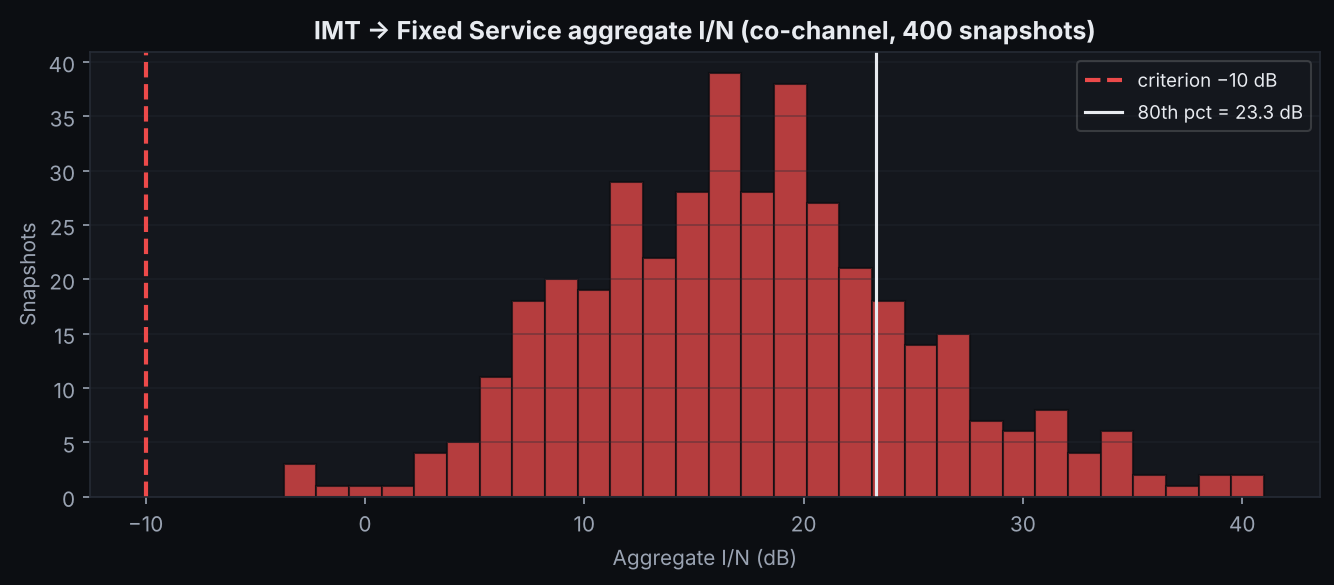 IMT → Fixed Service aggregate I/N (co-channel, 400 snapshots)
criterion −10 dB
80th pct = 23.3 dB
Snapshots
40
35
30
25
20
15
10
5
0
−10 0 10 20 30 40
Aggregate I/N (dB)